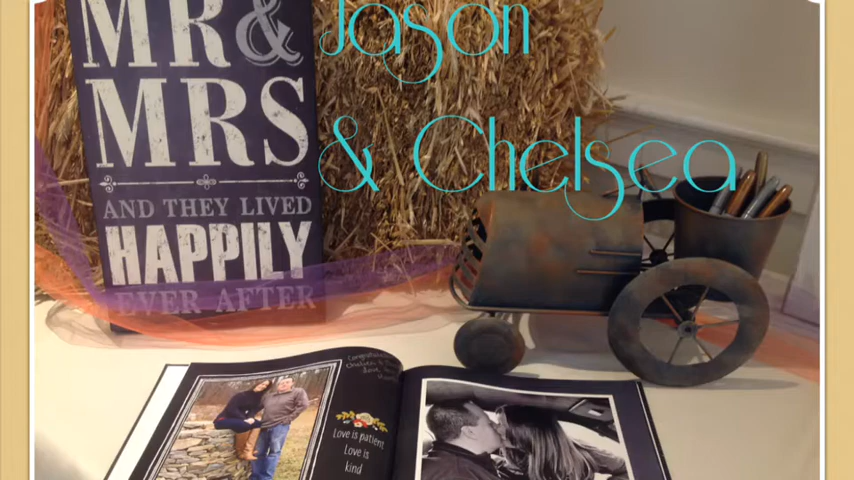 MR&
MRS
AND THEY LIVED
HAPPILY
EVER AFTER
Jason
& Chelsea
Love is patient
Love is
kind